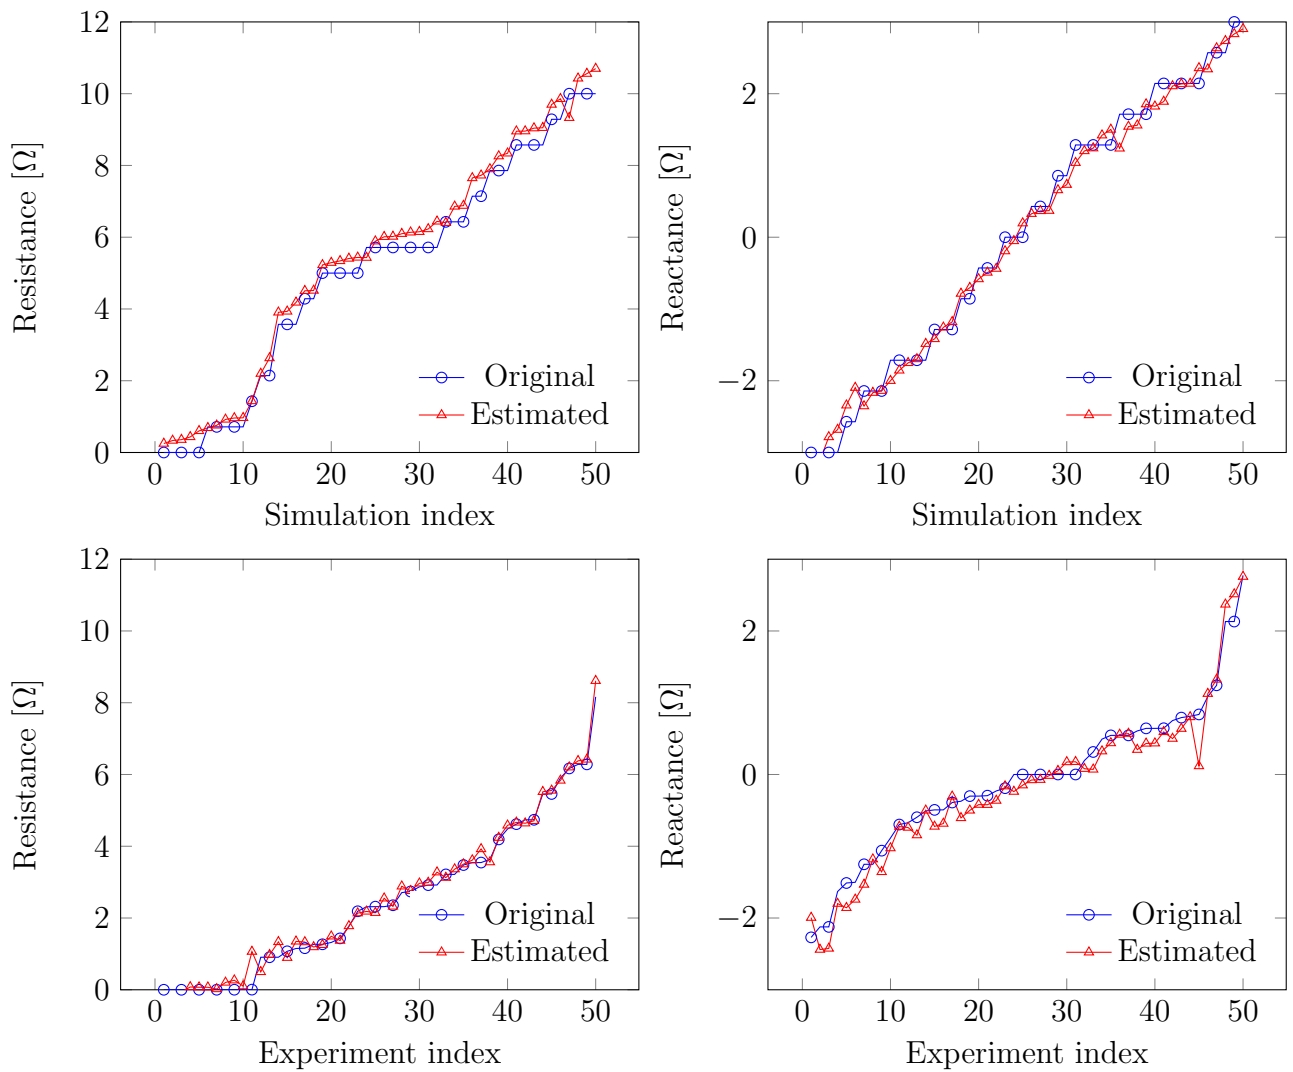 12
10
8
6
4
2
0
Resistance [Ω]
0 10 20 30 40 50
Simulation index
Original
Estimated
2
0
−2
Reactance [Ω]
0 10 20 30 40 50
Simulation index
Original
Estimated
12
10
8
6
4
2
0
Resistance [Ω]
0 10 20 30 40 50
Experiment index
Original
Estimated
2
0
−2
Reactance [Ω]
0 10 20 30 40 50
Experiment index
Original
Estimated